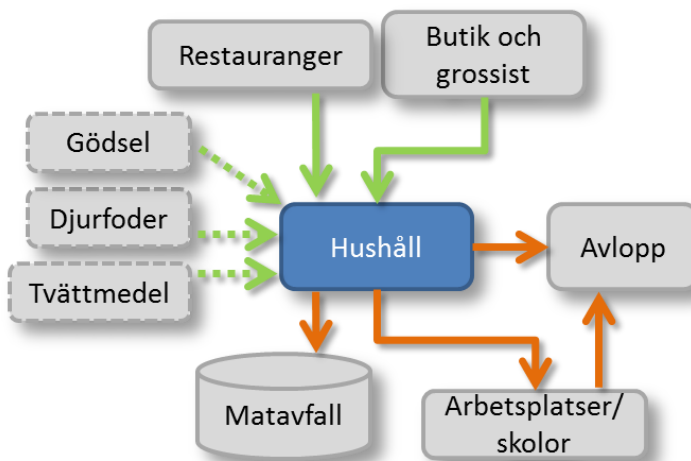 Restauranger
Butik och
grossist
Gödsel
Djurfoder
Tvättmedel
Hushåll
Avlopp
Matavfall
Arbetsplatser/
skolor